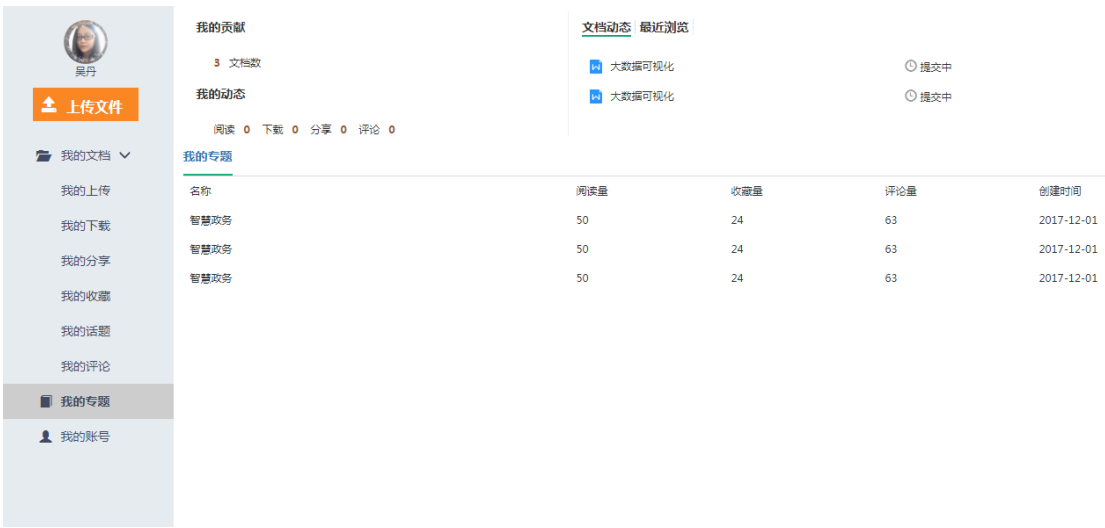 吴丹
上传文件
我的文档
我的上传
我的下载
我的分享
我的收藏
我的话题
我的评论
我的专题
我的账号
我的贡献
3 文档数
我的动态
阅读 0 下载 0 分享 0 评论 0
文档动态 最近浏览
大数据可视化 提交中
大数据可视化 提交中
我的专题
名称 阅读量 收藏量 评论量 创建时间
智慧政务 50 24 63 2017-12-01
智慧政务 50 24 63 2017-12-01
智慧政务 50 24 63 2017-12-01